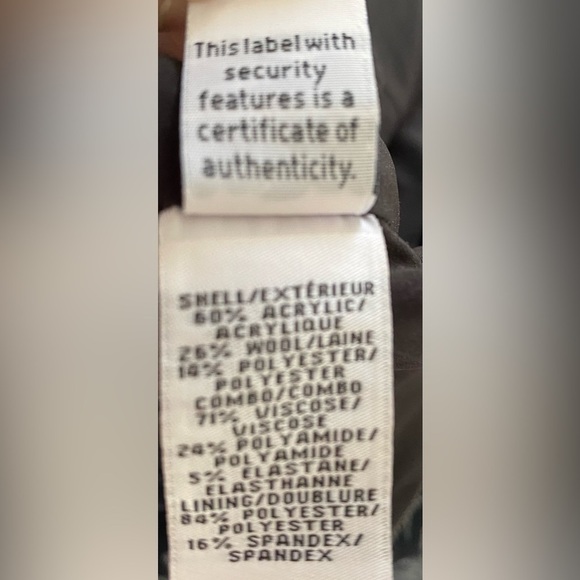 This label with
security
features is a
certificate of
authenticity.
SHELL/EXTÉRIEUR
60% ACRYLIC/
ACRYLIQUE
26% WOOL/LAINE
14% POLYESTER/
POLYESTER
COMBO/COMBO
71% VISCOSE/
VISCOSE
24% POLYAMIDE/
POLYAMIDE
5% ELASTANE/
ELASTHANNE
LINING/DOUBLURE
84% POLYESTER/
POLYESTER
16% SPANDEX/
SPANDEX